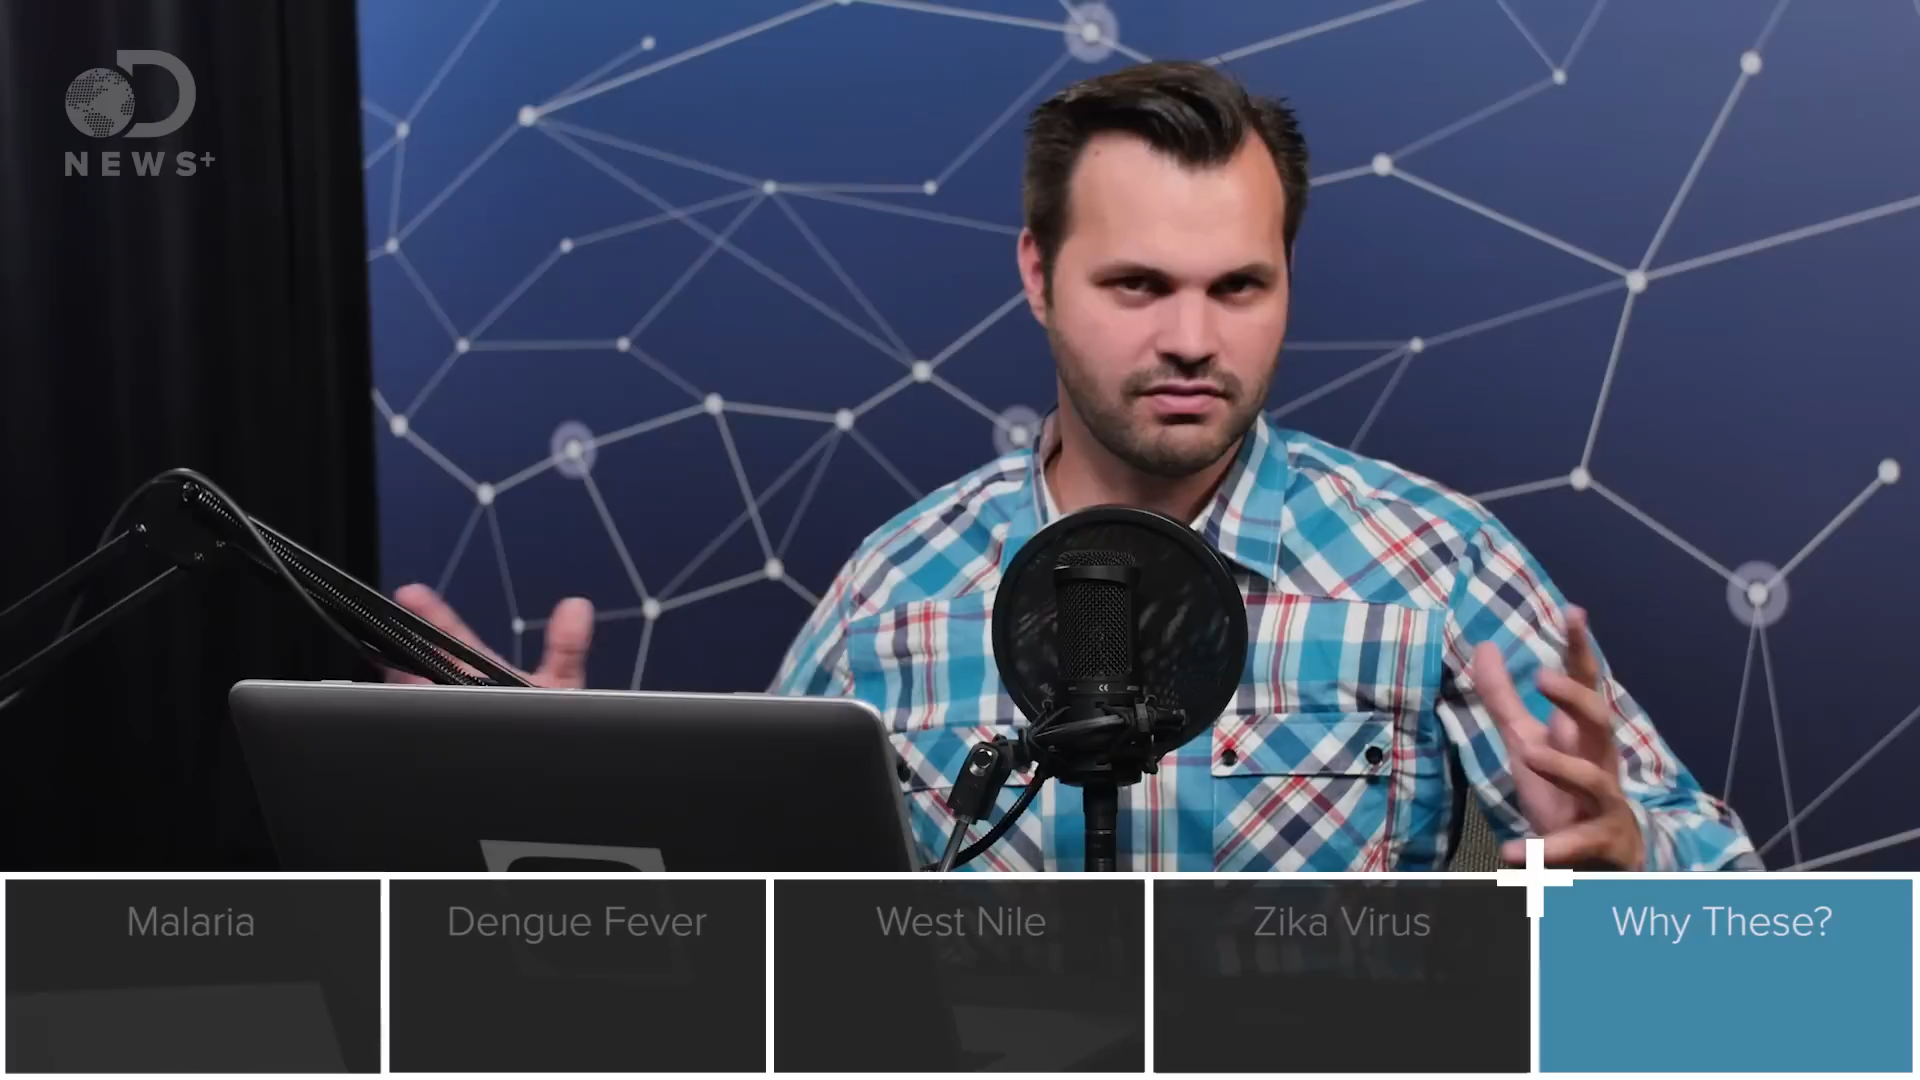 NEWS+
Malaria
Dengue Fever
West Nile
Zika Virus
Why These?